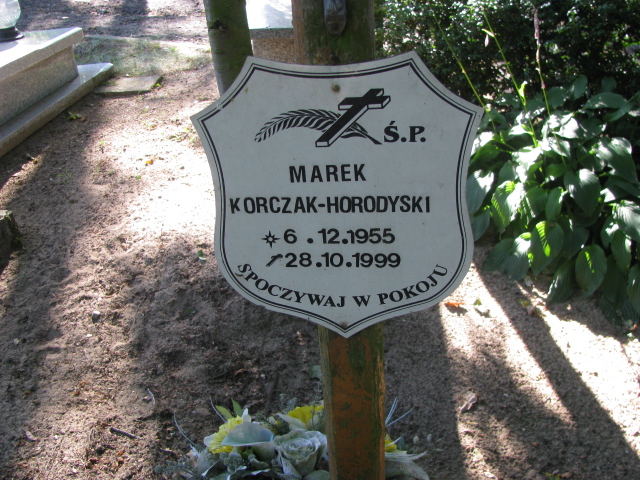 Ś.P.
MAREK
KORCZAK-HORODYSKI
6.12.1955
28.10.1999
SPOCZYWAJ W POKOJU